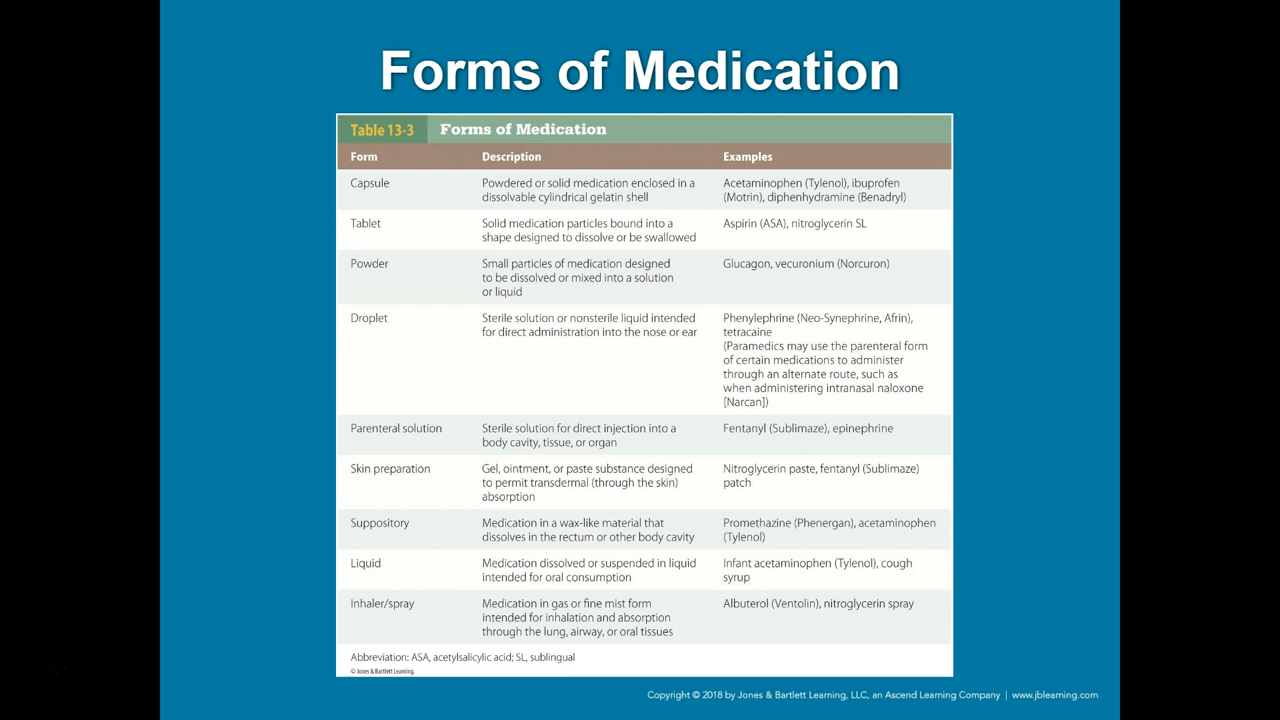 Forms of Medication
Table 13-3 Forms of Medication
Form Description Examples
Capsule Powdered or solid medication enclosed in a Acetaminophen (Tylenol), ibuprofen
dissolvable cylindrical gelatin shell (Motrin), diphenhydramine (Benadryl)
Tablet Solid medication particles bound into a Aspirin (ASA), nitroglycerin SL
shape designed to dissolve or be swallowed
Powder Small particles of medication designed Glucagon, vecuronium (Norcuron)
to be dissolved or mixed into a solution
or liquid
Droplet Sterile solution or nonsterile liquid intended Phenylephrine (Neo-Synephrine, Afrin),
for direct administration into the nose or ear tetracaine
(Paramedics may use the parenteral form
of certain medications to administer
through an alternate route, such as
when administering intranasal naloxone
[Narcan])
Parenteral solution Sterile solution for direct injection into a Fentanyl (Sublimaze), epinephrine
body cavity, tissue, or organ
Skin preparation Gel, ointment, or paste substance designed Nitroglycerin paste, fentanyl (Sublimaze)
to permit transdermal (through the skin) patch
absorption
Suppository Medication in a wax-like material that Promethazine (Phenergan), acetaminophen
dissolves in the rectum or other body cavity (Tylenol)
Liquid Medication dissolved or suspended in liquid Infant acetaminophen (Tylenol), cough
intended for oral consumption syrup
Inhaler/spray Medication in gas or fine mist form Albuterol (Ventolin), nitroglycerin spray
intended for inhalation and absorption
through the lung, airway, or oral tissues
Abbreviation: ASA, acetylsalicylic acid; SL, sublingual
© Jones & Bartlett Learning.
Copyright © 2018 by Jones & Bartlett Learning, LLC, an Ascend Learning Company | www.jblearning.com